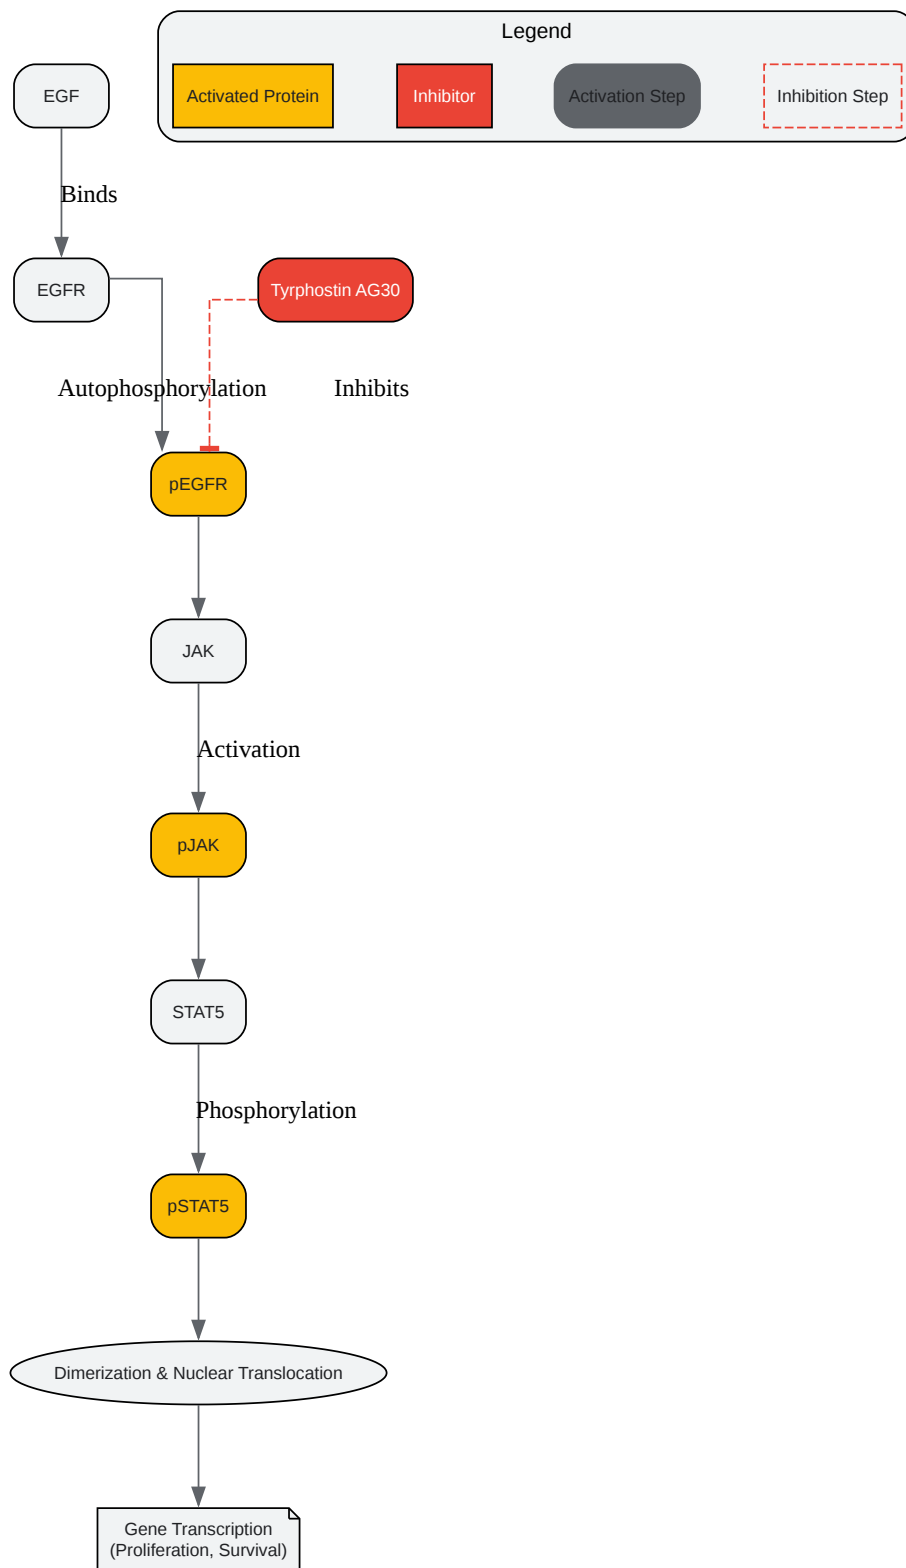 Legend
Activated Protein
Inhibitor
Activation Step
Inhibition Step
EGF
Binds
EGFR
Tyrphostin AG30
Autophosphorylation
Inhibits
pEGFR
JAK
Activation
pJAK
STAT5
Phosphorylation
pSTAT5
Dimerization & Nuclear Translocation
Gene Transcription
(Proliferation, Survival)